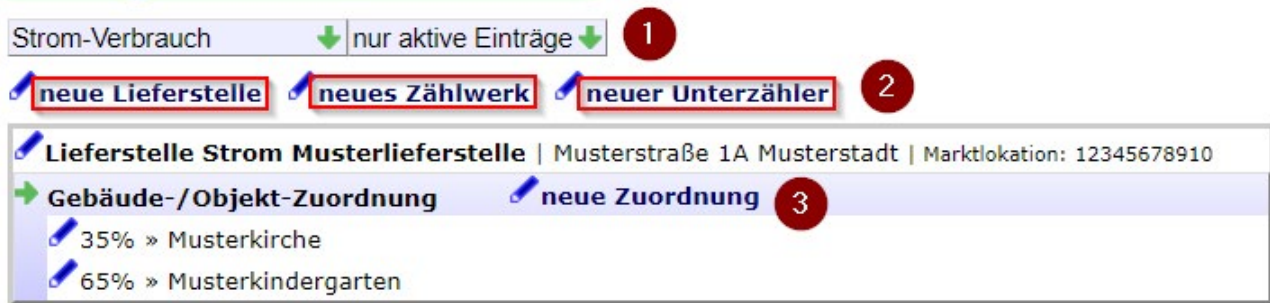 Strom-Verbrauch nur aktive Einträge 1
neue Lieferstelle neues Zählwerk neuer Unterzähler 2
Lieferstelle Strom Musterlieferstelle | Musterstraße 1A Musterstadt | Marktlokation: 12345678910
Gebäude-/Objekt-Zuordnung neue Zuordnung 3
35% » Musterkirche
65% » Musterkindergarten